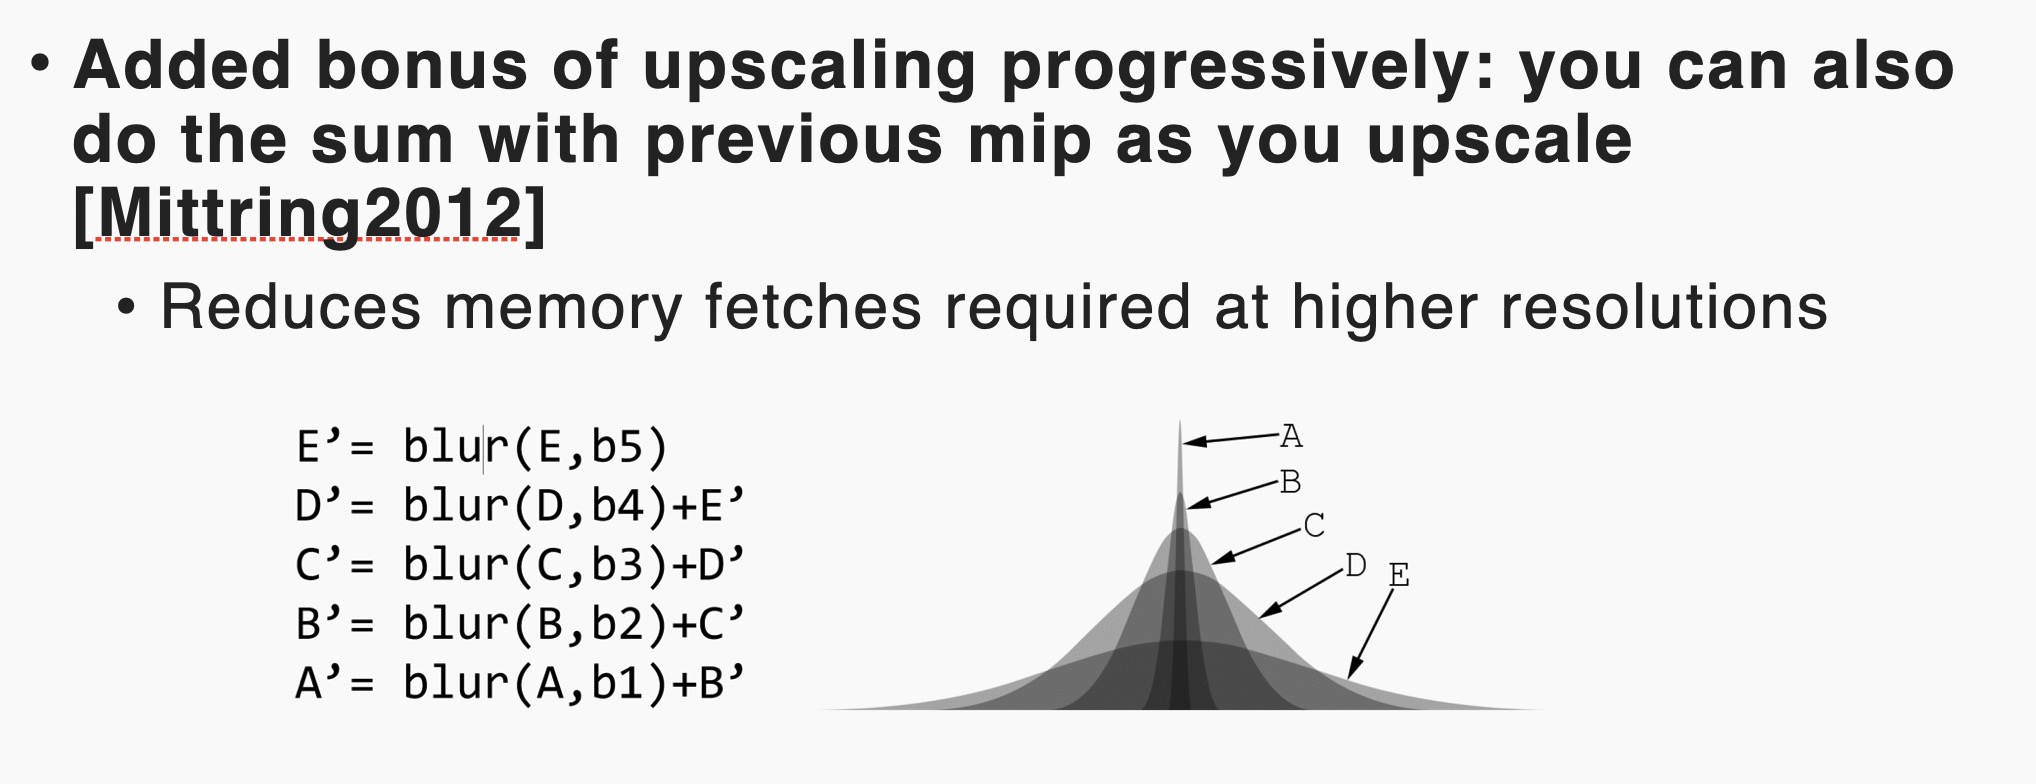 • Added bonus of upscaling progressively: you can also
do the sum with previous mip as you upscale
[Mittring2012]
• Reduces memory fetches required at higher resolutions
E’= blur(E,b5)
D’= blur(D,b4)+E’
C’= blur(C,b3)+D’
B’= blur(B,b2)+C’
A’= blur(A,b1)+B’
A
B
C
D
E